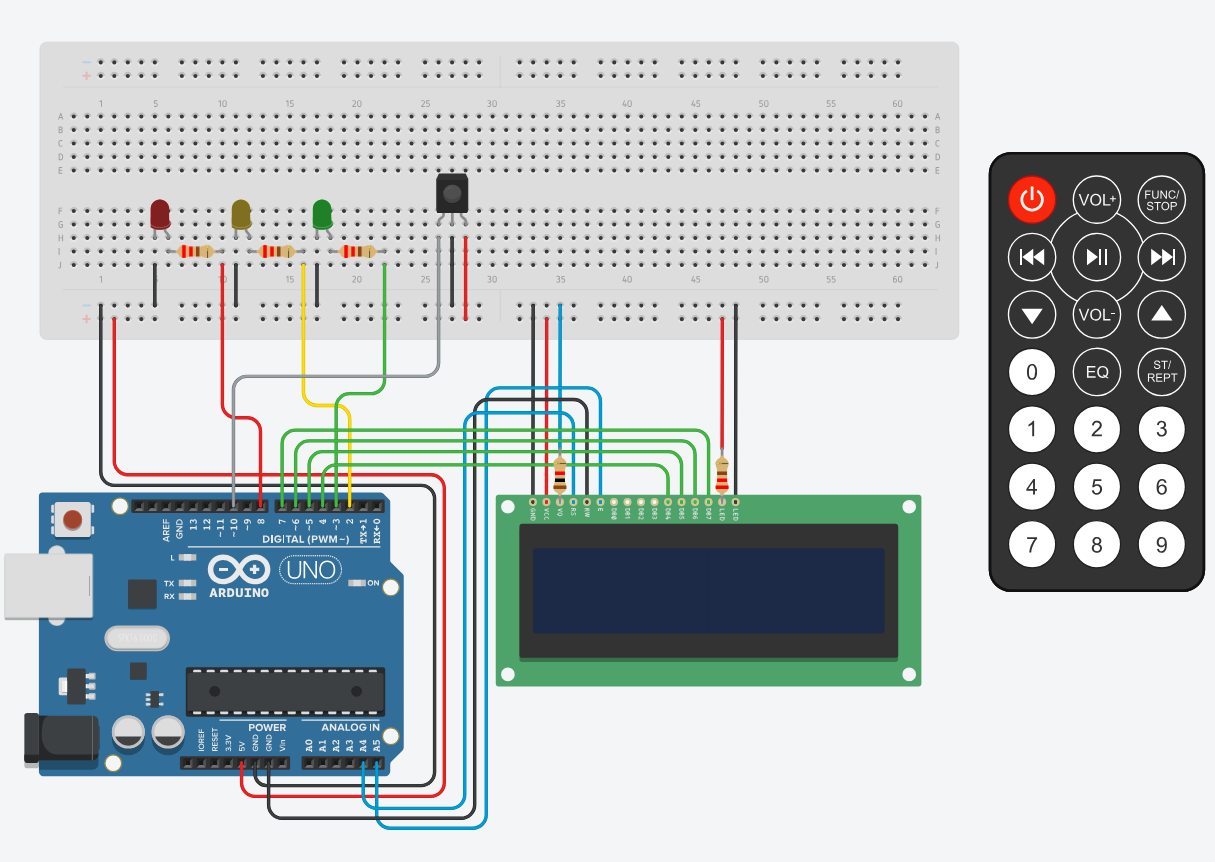 − −
+ +
1 5 10 15 20 25 30 35 40 45 50 55 60
A A
B B
C C
D D
E E
F F
G G
H H
I I
J J
1 10 15 20 25 30 35 40 45 50 55 60
− −
+ +
VOL+
FUNC/
STOP
VOL-
0
EQ
ST/
REPT
1 2 3
4 5 6
7 8 9
AREF
GND
13
12
~11
~10
~9
8
7
~6
~5
4
~3
2
TX→1
RX←0
DIGITAL (PWM~)
L
TX
RX
ARDUINO
UNO
ON
POWER
ANALOG IN
IOREF
RESET
3.3V
5V
GND
GND
Vin
A0
A1
A2
A3
A4
A5
GND
VCC
V0
RS
RW
E
DB0
DB1
DB2
DB3
DB4
DB5
DB6
DB7
LED
LED